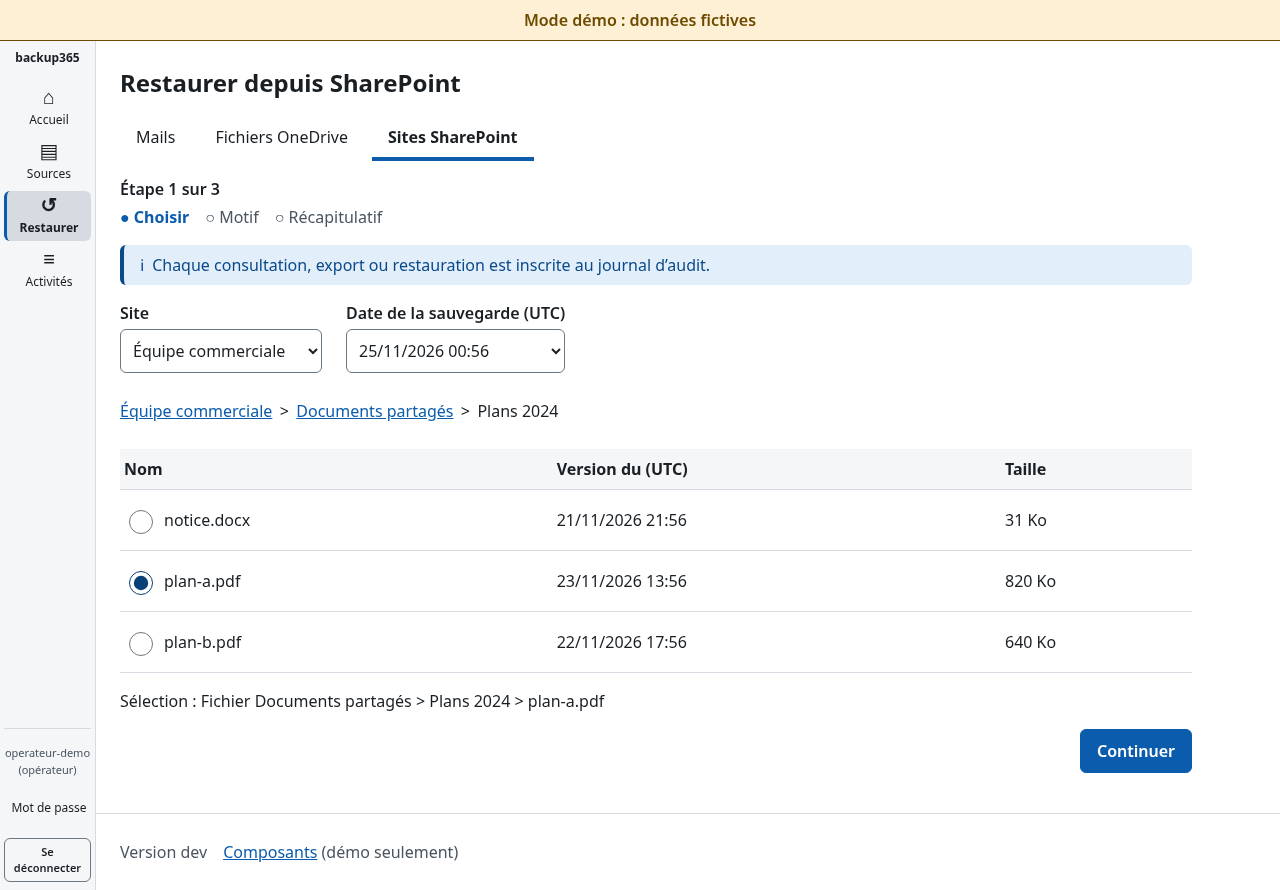 Mode démo : données fictives
backup365
Accueil
Sources
Restaurer
Activités
operateur-demo
(opérateur)
Mot de passe
Se
déconnecter
Restaurer depuis SharePoint
Mails Fichiers OneDrive Sites SharePoint
Étape 1 sur 3
● Choisir ○ Motif ○ Récapitulatif
i Chaque consultation, export ou restauration est inscrite au journal d’audit.
Site Date de la sauvegarde (UTC)
Équipe commerciale 25/11/2026 00:56
Équipe commerciale > Documents partagés > Plans 2024
Nom Version du (UTC) Taille
notice.docx 21/11/2026 21:56 31 Ko
plan-a.pdf 23/11/2026 13:56 820 Ko
plan-b.pdf 22/11/2026 17:56 640 Ko
Sélection : Fichier Documents partagés > Plans 2024 > plan-a.pdf
Continuer
Version dev Composants (démo seulement)